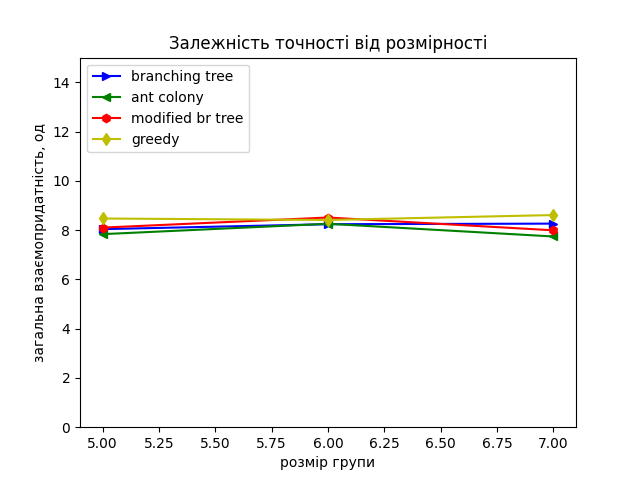 Залежність точності від розмірності
branching tree
ant colony
modified br tree
greedy
загальна взаємопридатність, од
14
12
10
8
6
4
2
0
5.00 5.25 5.50 5.75 6.00 6.25 6.50 6.75 7.00
розмір групи